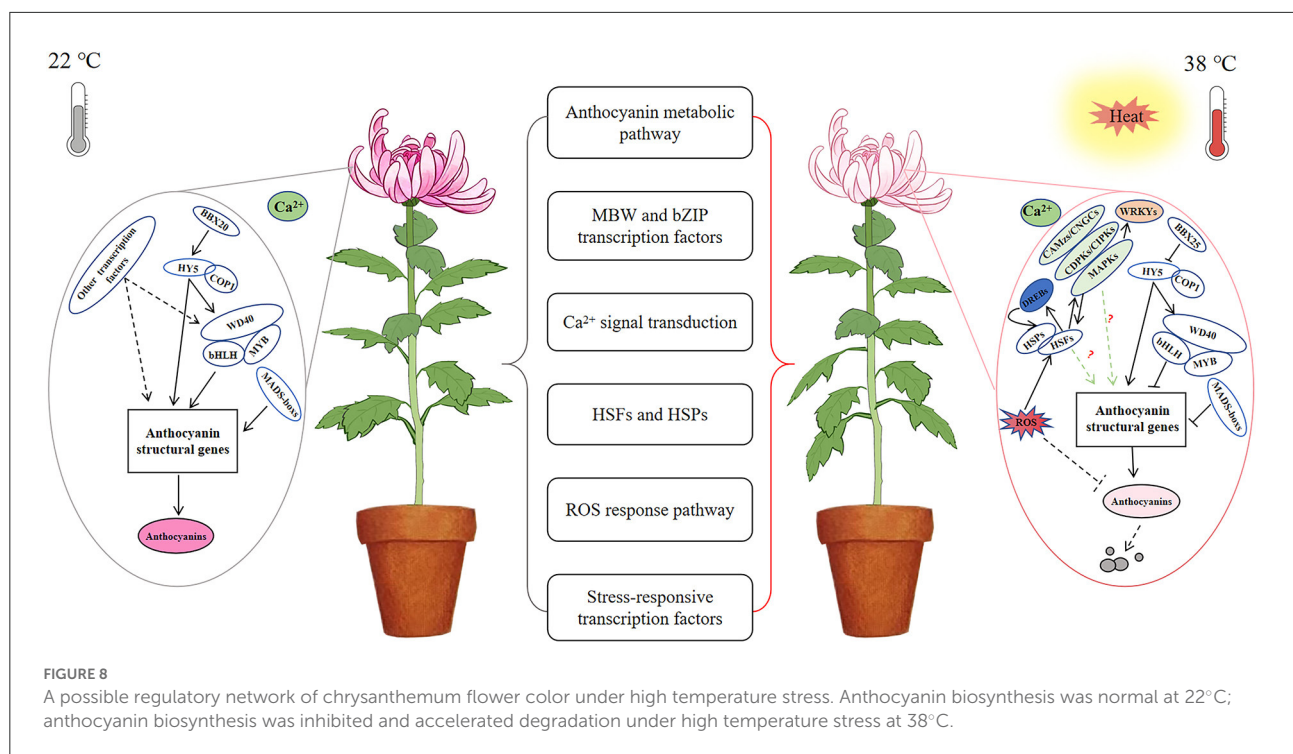 22 °C
38 °C
Heat
Anthocyanin metabolic
pathway
MBW and bZIP
transcription factors
Ca²⁺ signal transduction
HSFs and HSPs
ROS response pathway
Stress-responsive
transcription factors
Ca²⁺
BBX20
HY5
COP1
Other transcription
factors
WD40
bHLH
MYB
MADS-boxs
Anthocyanin
structural genes
Anthocyanins
Ca²⁺
CAMzs/CNGCs
CDPKs/CIPKs
MAPKs
WRKYs
BBX25
HY5
COP1
DREBs
HSPs
HSFs
?
?
WD40
bHLH
MYB
MADS-boxs
ROS
Anthocyanin
structural genes
Anthocyanins
FIGURE 8
A possible regulatory network of chrysanthemum flower color under high temperature stress. Anthocyanin biosynthesis was normal at 22°C;
anthocyanin biosynthesis was inhibited and accelerated degradation under high temperature stress at 38°C.